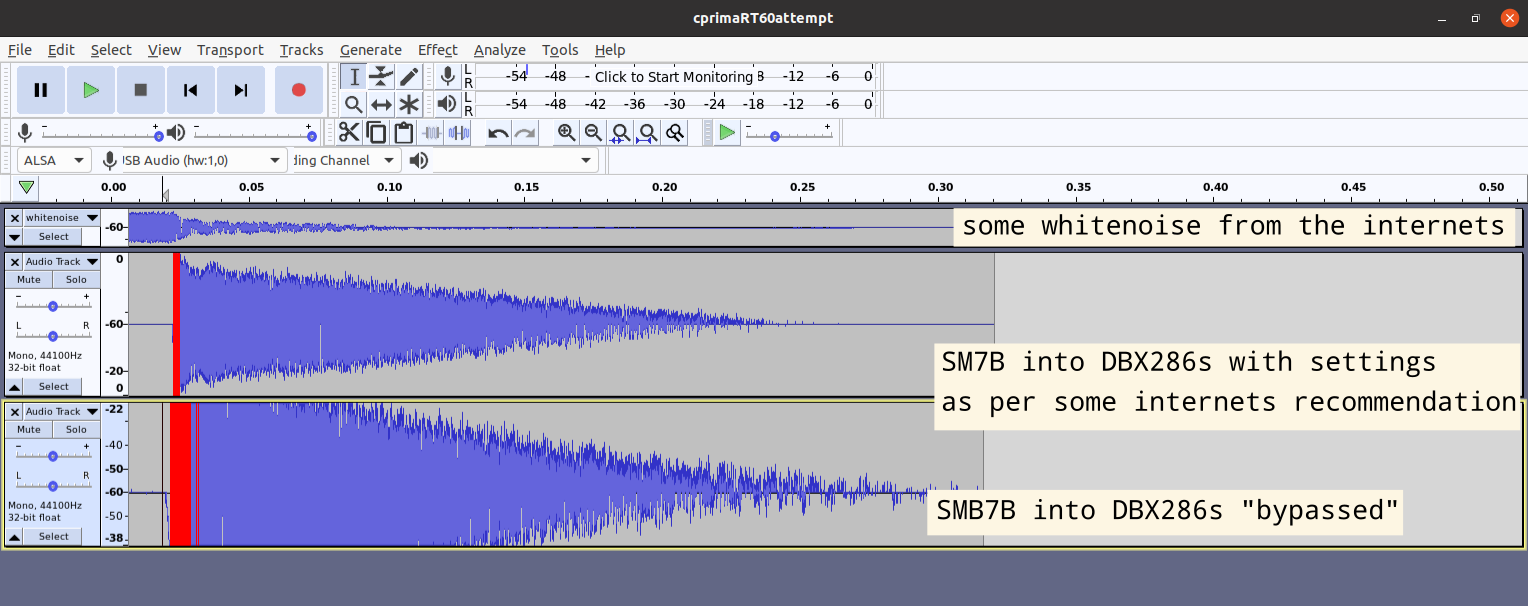 cprimaRT60attempt
File Edit Select View Transport Tracks Generate Effect Analyze Tools Help
L
R
-54 -48 - Click to Start Monitoring 8 -12 -6 0
L
R
-54 -48 -42 -36 -30 -24 -18 -12 -6 0
- + - +
- +
ALSA
JSB Audio (hw:1,0)
ding Channel
0.00 0.05 0.10 0.15 0.20 0.25 0.30 0.35 0.40 0.45 0.50
whitenoise
Select
-60-
some whitenoise from the internets
Audio Track
Mute Solo
- +
L R
Mono, 44100Hz
32-bit float
Select
0
-60-
-20-
0
SM7B into DBX286s with settings
as per some internets recommendation
Audio Track
Mute Solo
- +
L R
Mono, 44100Hz
32-bit float
Select
-22
-40
-50-
-60-
-50
-38
SMB7B into DBX286s "bypassed"